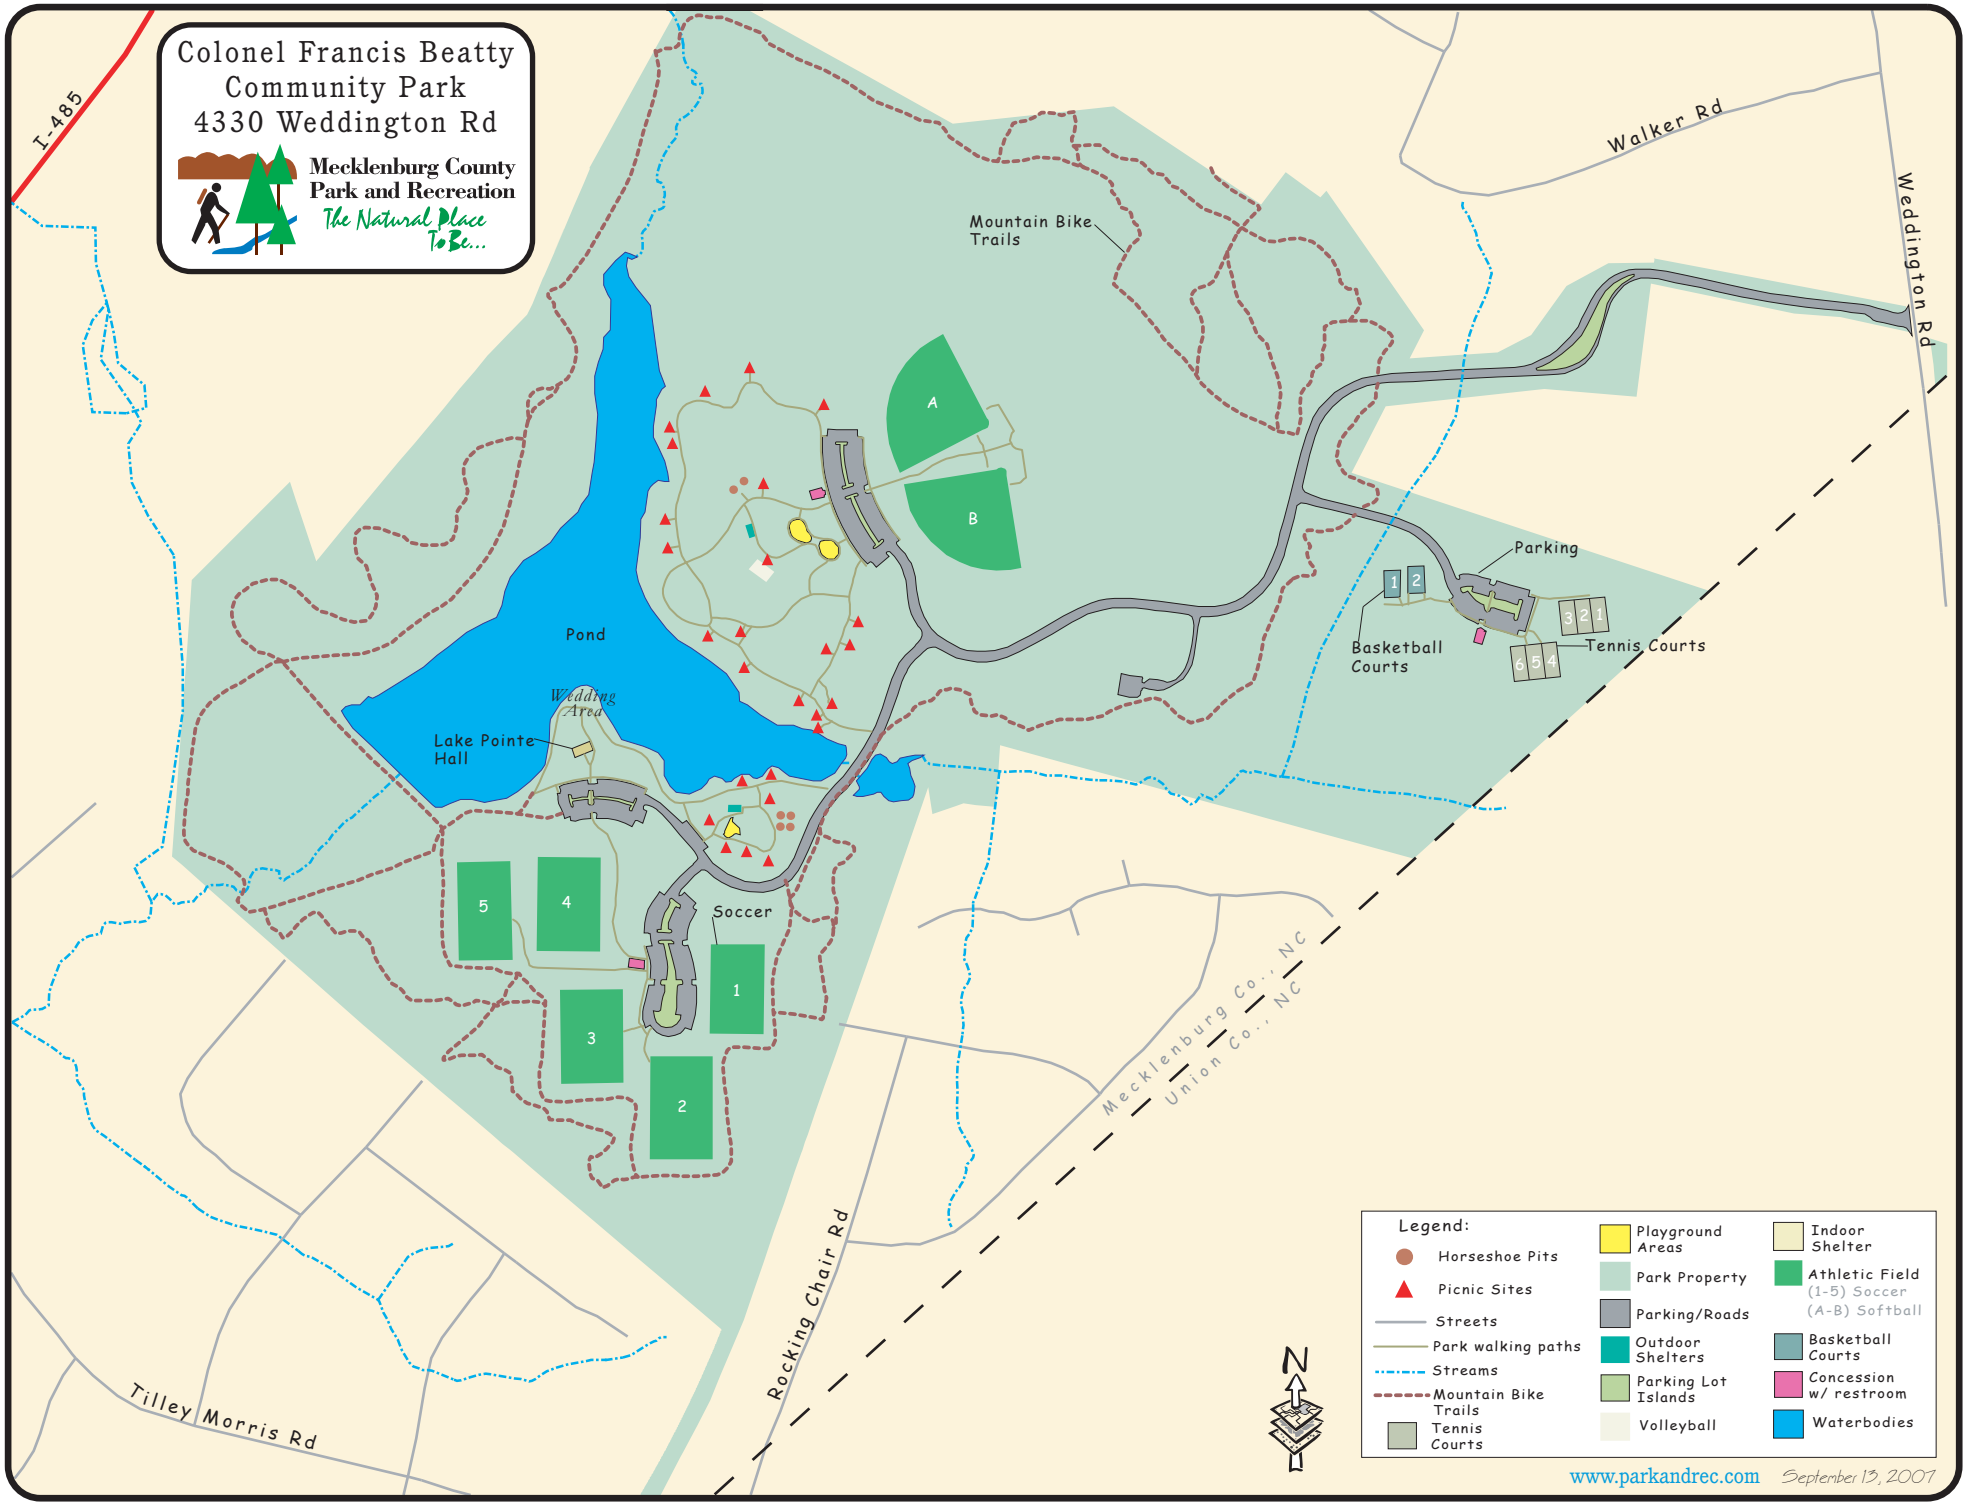 Colonel Francis Beatty
Community Park
4330 Weddington Rd
Mecklenburg County
Park and Recreation
The Natural Place
To Be...
I-485
Walker Rd
Weddington Rd
Mountain Bike
Trails
A
B
Parking
1
2
3 2 1
Basketball
Courts
Tennis Courts
6 5 4
Pond
Wedding
Area
Lake Pointe
Hall
5
4
Soccer
1
3
2
Mecklenburg Co., NC
Union Co., NC
Rocking Chair Rd
Tilley Morris Rd
N
Legend:
Horseshoe Pits
Picnic Sites
Streets
Park walking paths
Streams
Mountain Bike
Trails
Tennis
Courts
Playground
Areas
Park Property
Parking/Roads
Outdoor
Shelters
Parking Lot
Islands
Volleyball
Indoor
Shelter
Athletic Field
(1-5) Soccer
(A-B) Softball
Basketball
Courts
Concession
w/ restroom
Waterbodies
www.parkandrec.com
September 13, 2007